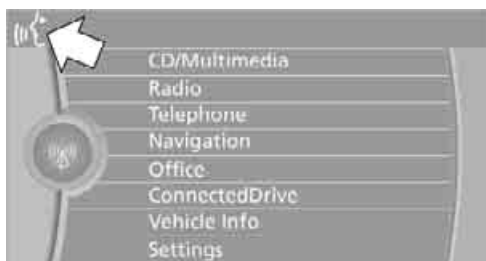 CD/Multimedia
Radio
Telephone
Navigation
Office
ConnectedDrive
Vehicle Info
Settings